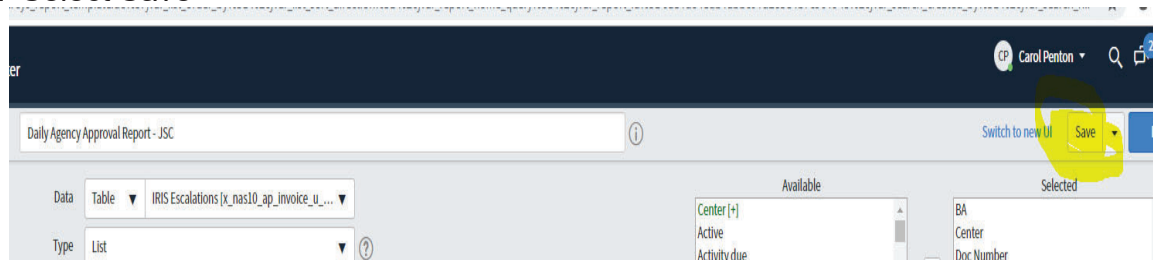 Carol Penton
CP
Daily Agency Approval Report - JSC
Switch to new UI
Save
Data
Table
IRIS Escalations [x_nas10_ap_invoice_u_...
Type
List
Available
Center [+]
Active
Activity due
Selected
BA
Center
Doc Number